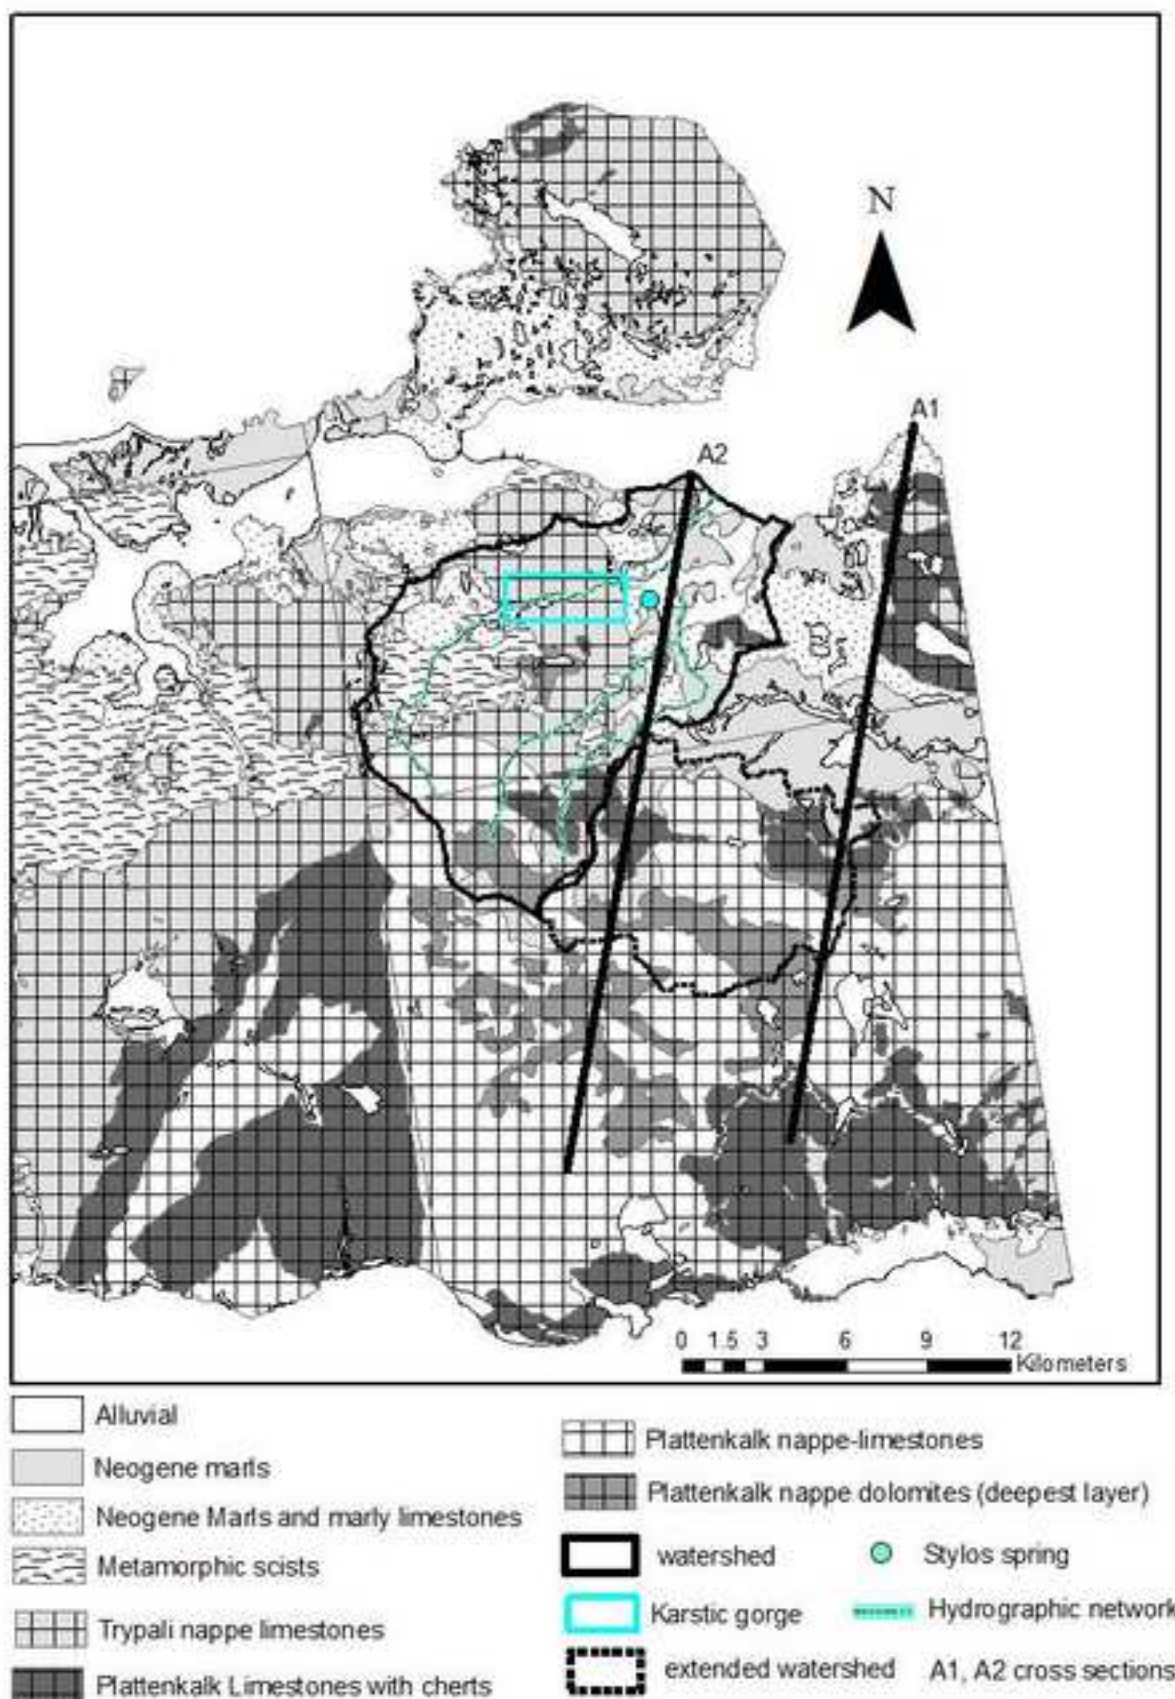 N
A1
A2
0 1.5 3 6 9 12
Kilometers
Alluvial
Neogene marls
Neogene Marls and marly limestones
Metamorphic scists
Trypali nappe limestones
Plattenkalk Limestones with cherts
Plattenkalk nappe-limestones
Plattenkalk nappe dolomites (deepest layer)
watershed
Stylos spring
Karstic gorge
Hydrographic network
extended watershed
A1, A2 cross sections